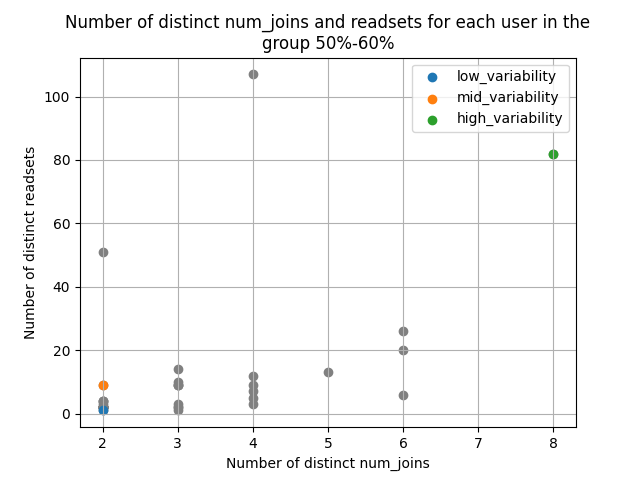 Number of distinct num_joins and readsets for each user in the
group 50%-60%
low_variability
mid_variability
high_variability
100
80
60
40
20
0
Number of distinct readsets
2 3 4 5 6 7 8
Number of distinct num_joins